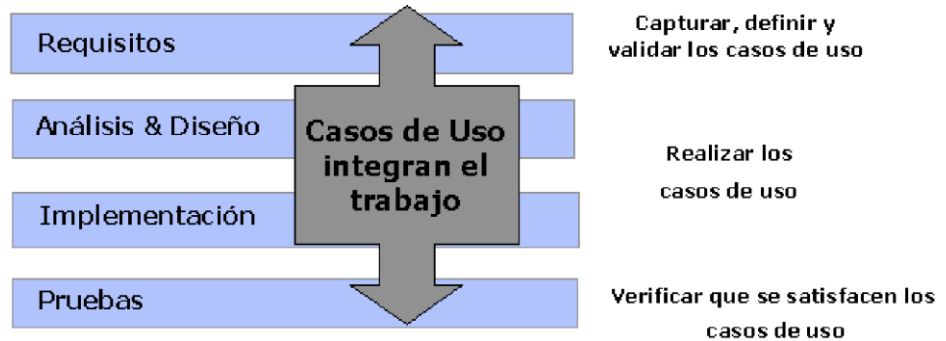 Requisitos
Capturar, definir y
validar los casos de uso
Análisis & Diseño
Casos de Uso
integran el
trabajo
Realizar los
casos de uso
Implementación
Pruebas
Verificar que se satisfacen los
casos de uso